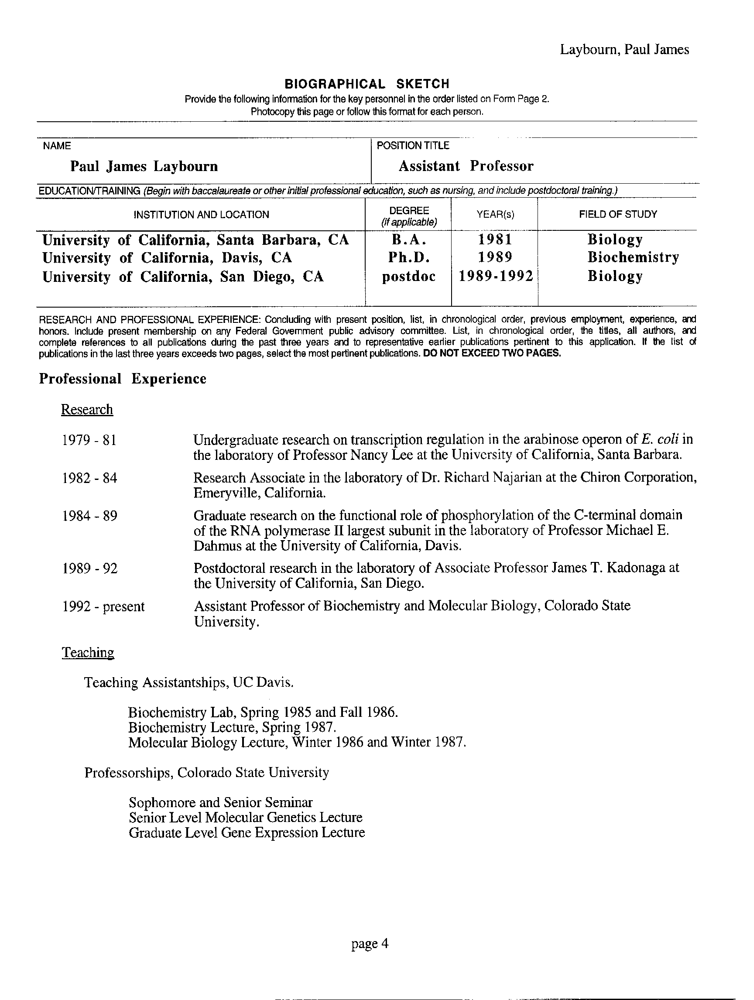 Laybourn, Paul James
BIOGRAPHICAL SKETCH
Provide the following information for the key personnel in the order listed on Form Page 2.
Photocopy this page or follow this format for each person.
NAME
POSITION TITLE
Paul James Laybourn
Assistant Professor
EDUCATION/TRAINING (Begin with baccalaureate or other initial professional education, such as nursing, and include postdoctoral training.)
INSTITUTION AND LOCATION
DEGREE
(if applicable)
YEAR(s)
FIELD OF STUDY
University of California, Santa Barbara, CA B.A. 1981 Biology
University of California, Davis, CA Ph.D. 1989 Biochemistry
University of California, San Diego, CA postdoc 1989-1992 Biology
RESEARCH AND PROFESSIONAL EXPERIENCE: Concluding with present position, list, in chronological order, previous employment, experience, and
honors. Include present membership on any Federal Government public advisory committee. List, in chronological order, the titles, all authors, and
complete references to all publications during the past three years and to representative earlier publications pertinent to this application. If the list of
publications in the last three years exceeds two pages, select the most pertinent publications. DO NOT EXCEED TWO PAGES.
Professional Experience
Research
1979 - 81 Undergraduate research on transcription regulation in the arabinose operon of E. coli in
the laboratory of Professor Nancy Lee at the University of California, Santa Barbara.
1982 - 84 Research Associate in the laboratory of Dr. Richard Najarian at the Chiron Corporation,
Emeryville, California.
1984 - 89 Graduate research on the functional role of phosphorylation of the C-terminal domain
of the RNA polymerase II largest subunit in the laboratory of Professor Michael E.
Dahmus at the University of California, Davis.
1989 - 92 Postdoctoral research in the laboratory of Associate Professor James T. Kadonaga at
the University of California, San Diego.
1992 - present Assistant Professor of Biochemistry and Molecular Biology, Colorado State
University.
Teaching
Teaching Assistantships, UC Davis.
Biochemistry Lab, Spring 1985 and Fall 1986.
Biochemistry Lecture, Spring 1987.
Molecular Biology Lecture, Winter 1986 and Winter 1987.
Professorships, Colorado State University
Sophomore and Senior Seminar
Senior Level Molecular Genetics Lecture
Graduate Level Gene Expression Lecture
page 4